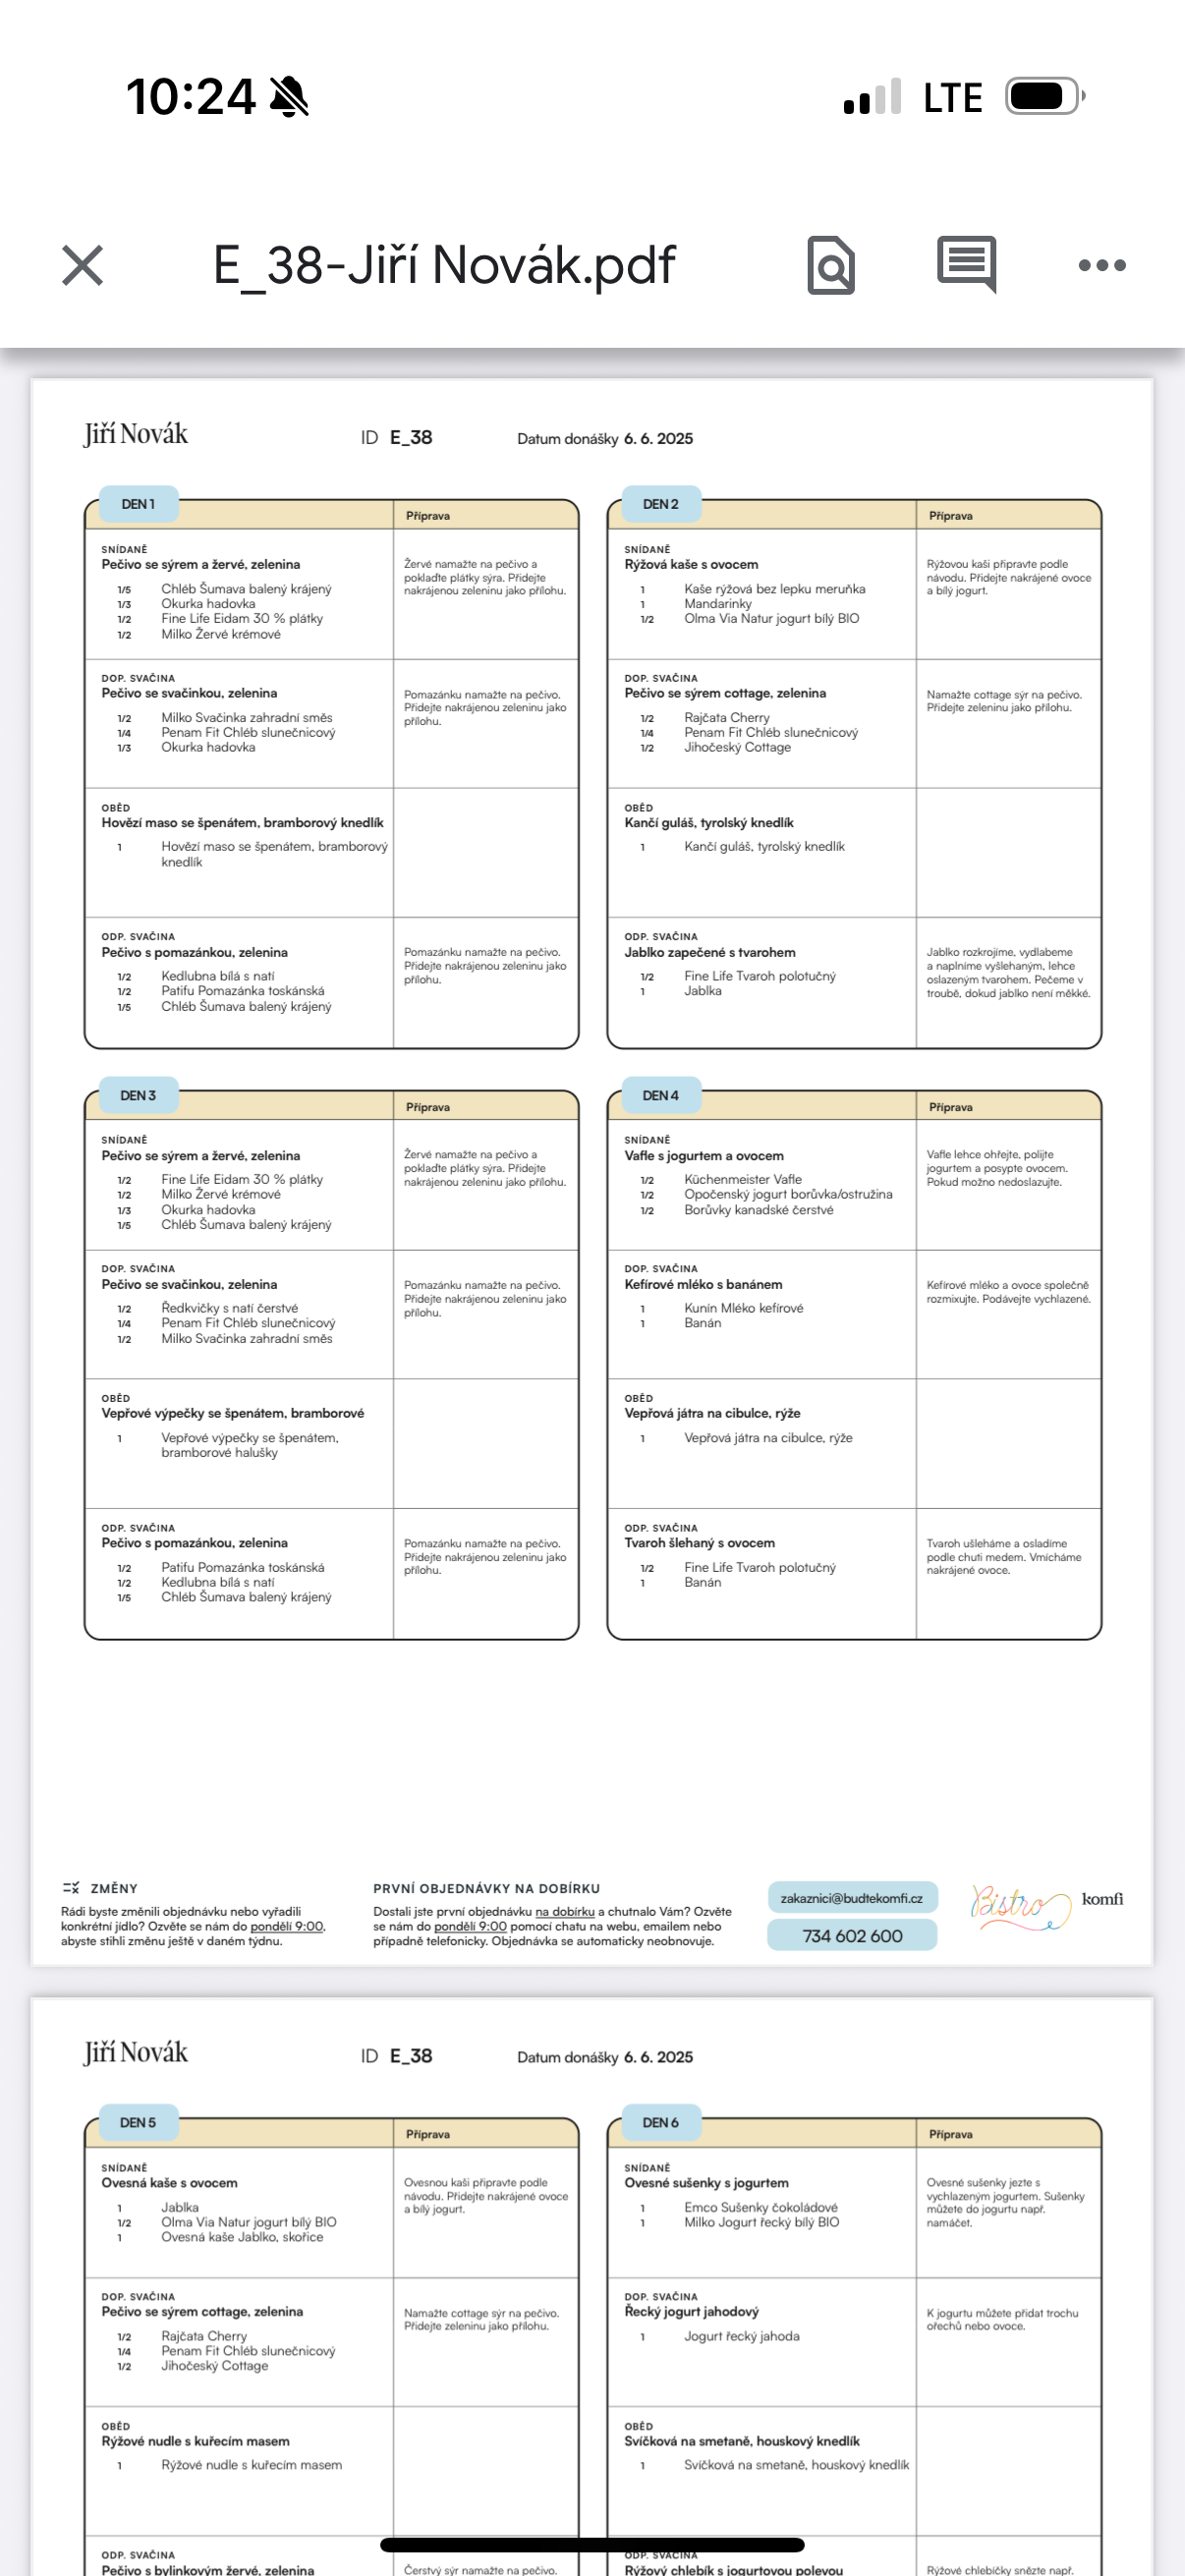 10:24
LTE
E_38-Jiří Novák.pdf
Jiří Novák
ID E_38
Datum donášky 6. 6. 2025
DEN 1
Příprava
SNÍDANĚ
Pečivo se sýrem a žervé, zelenina
1/5 Chléb Šumava balený krájený
1/3 Okurka hadovka
1/2 Fine Life Eidam 30 % plátky
1/2 Milko Žervé krémové
Žervé namažte na pečivo a
poklaďte plátky sýra. Přidejte
nakrájenou zeleninu jako přílohu.
DOP. SVAČINA
Pečivo se svačinkou, zelenina
1/2 Milko Svačinka zahradní směs
1/4 Penam Fit Chléb slunečnicový
1/3 Okurka hadovka
Pomazánku namažte na pečivo.
Přidejte nakrájenou zeleninu jako
přílohu.
OBĚD
Hovězí maso se špenátem, bramborový knedlík
1 Hovězí maso se špenátem, bramborový
knedlík
ODP. SVAČINA
Pečivo s pomazánkou, zelenina
1/2 Kedlubna bílá s natí
1/2 Patifu Pomazánka toskánská
1/5 Chléb Šumava balený krájený
Pomazánku namažte na pečivo.
Přidejte nakrájenou zeleninu jako
přílohu.
DEN 2
Příprava
SNÍDANĚ
Rýžová kaše s ovocem
1 Kaše rýžová bez lepku meruňka
1 Mandarinky
1/2 Olma Via Natur jogurt bílý BIO
Rýžovou kaši připravte podle
návodu. Přidejte nakrájené ovoce
a bílý jogurt.
DOP. SVAČINA
Pečivo se sýrem cottage, zelenina
1/2 Rajčata Cherry
1/4 Penam Fit Chléb slunečnicový
1/2 Jihočeský Cottage
Namažte cottage sýr na pečivo.
Přidejte zeleninu jako přílohu.
OBĚD
Kančí guláš, tyrolský knedlík
1 Kančí guláš, tyrolský knedlík
ODP. SVAČINA
Jablko zapečené s tvarohem
1/2 Fine Life Tvaroh polotučný
1 Jablka
Jablko rozkrojíme, vydlabeme
a naplníme vyšlehaným, lehce
oslazeným tvarohem. Pečeme v
troubě, dokud jablko není měkké.
DEN 3
Příprava
SNÍDANĚ
Pečivo se sýrem a žervé, zelenina
1/2 Fine Life Eidam 30 % plátky
1/2 Milko Žervé krémové
1/3 Okurka hadovka
1/5 Chléb Šumava balený krájený
Žervé namažte na pečivo a
poklaďte plátky sýra. Přidejte
nakrájenou zeleninu jako přílohu.
DOP. SVAČINA
Pečivo se svačinkou, zelenina
1/2 Ředkvičky s natí čerstvé
1/4 Penam Fit Chléb slunečnicový
1/2 Milko Svačinka zahradní směs
Pomazánku namažte na pečivo.
Přidejte nakrájenou zeleninu jako
přílohu.
OBĚD
Vepřové výpečky se špenátem, bramborové
1 Vepřové výpečky se špenátem,
bramborové halušky
ODP. SVAČINA
Pečivo s pomazánkou, zelenina
1/2 Patifu Pomazánka toskánská
1/2 Kedlubna bílá s natí
1/5 Chléb Šumava balený krájený
Pomazánku namažte na pečivo.
Přidejte nakrájenou zeleninu jako
přílohu.
DEN 4
Příprava
SNÍDANĚ
Vafle s jogurtem a ovocem
1/2 Küchenmeister Vafle
1/2 Opočenský jogurt borůvka/ostružina
1/2 Borůvky kanadské čerstvé
Vafle lehce ohřejte, polijte
jogurtem a posypte ovocem.
Pokud možno nedoslazujte.
DOP. SVAČINA
Kefírové mléko s banánem
1 Kunín Mléko kefírové
1 Banán
Kefírové mléko a ovoce společně
rozmixujte. Podávejte vychlazené.
OBĚD
Vepřová játra na cibulce, rýže
1 Vepřová játra na cibulce, rýže
ODP. SVAČINA
Tvaroh šlehaný s ovocem
1/2 Fine Life Tvaroh polotučný
1 Banán
Tvaroh ušleháme a osladíme
podle chuti medem. Vmícháme
nakrájené ovoce.
ZMĚNY
Rádi byste změnili objednávku nebo vyřadili
konkrétní jídlo? Ozvěte se nám do pondělí 9:00,
abyste stihli změnu ještě v daném týdnu.
PRVNÍ OBJEDNÁVKY NA DOBÍRKU
Dostali jste první objednávku na dobírku a chutnalo Vám? Ozvěte
se nám do pondělí 9:00 pomocí chatu na webu, emailem nebo
případně telefonicky. Objednávka se automaticky neobnovuje.
zakaznici@budtekomfi.cz
734 602 600
Bistro
komfi
Jiří Novák
ID E_38
Datum donášky 6. 6. 2025
DEN 5
Příprava
SNÍDANĚ
Ovesná kaše s ovocem
1 Jablka
1/2 Olma Via Natur jogurt bílý BIO
1 Ovesná kaše Jablko, skořice
Ovesnou kaši připravte podle
návodu. Přidejte nakrájené ovoce
a bílý jogurt.
DOP. SVAČINA
Pečivo se sýrem cottage, zelenina
1/2 Rajčata Cherry
1/4 Penam Fit Chléb slunečnicový
1/2 Jihočeský Cottage
Namažte cottage sýr na pečivo.
Přidejte zeleninu jako přílohu.
OBĚD
Rýžové nudle s kuřecím masem
1 Rýžové nudle s kuřecím masem
ODP. SVAČINA
Pečivo s bylinkovým žervé, zelenina
Čerstvý sýr namažte na pečivo.
DEN 6
Příprava
SNÍDANĚ
Ovesné sušenky s jogurtem
1 Emco Sušenky čokoládové
1 Milko Jogurt řecký bílý BIO
Ovesné sušenky jezte s
vychlazeným jogurtem. Sušenky
můžete do jogurtu např.
namáčet.
DOP. SVAČINA
Řecký jogurt jahodový
1 Jogurt řecký jahoda
K jogurtu můžete přidat trochu
ořechů nebo ovoce.
OBĚD
Svíčková na smetaně, houskový knedlík
1 Svíčková na smetaně, houskový knedlík
ODP. SVAČINA
Rýžový chlebík s jogurtovou polevou
Rýžové chlebíčky snězte např.